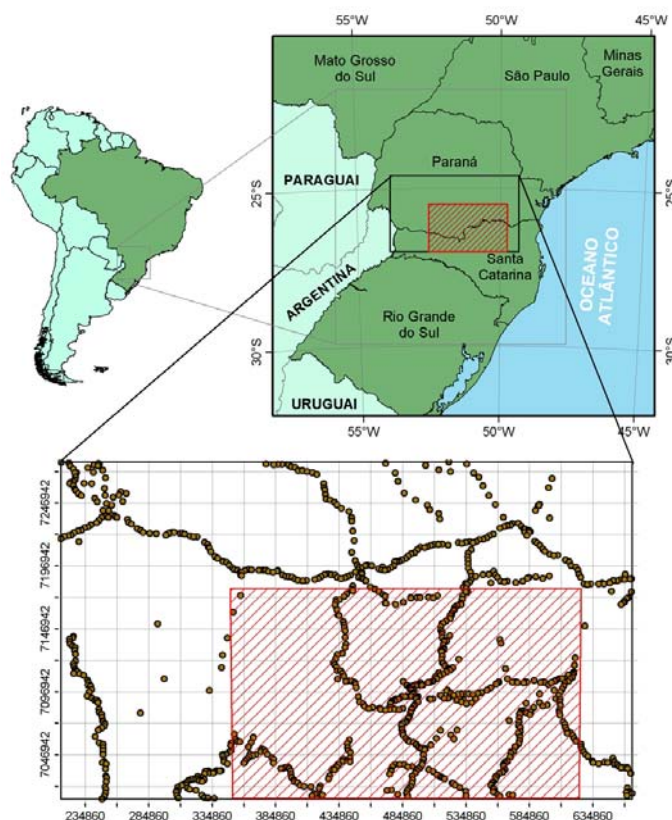 55°W 50°W 45°W
Mato Grosso
do Sul
Minas
Gerais
São Paulo
Paraná
PARAGUAI
25°S
25°S
Santa
Catarina
ARGENTINA
OCEANO
ATLÂNTICO
Rio Grande
do Sul
30°S
30°S
URUGUAI
55°W 50°W 45°W
7246942
7196942
7146942
7096942
7046942
234860 284860 334860 384860 434860 484860 534860 584860 634860